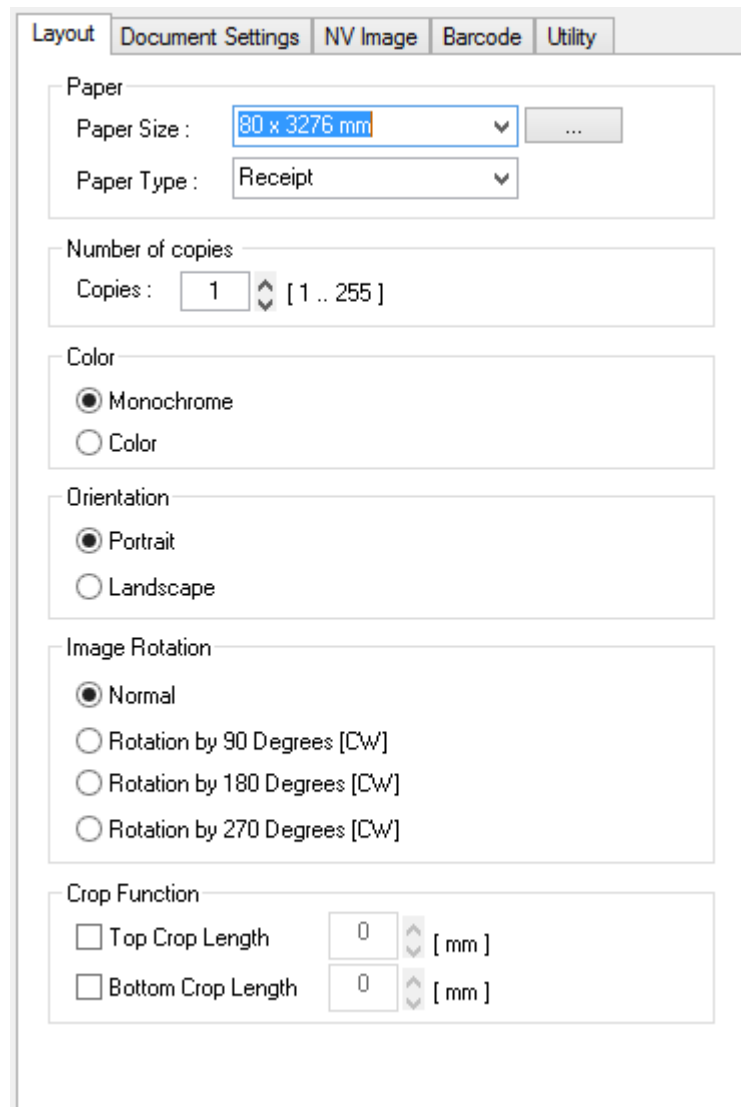 Layout Document Settings NV Image Barcode Utility
Paper
Paper Size : 80 x 3276 mm ...
Paper Type : Receipt
Number of copies
Copies : 1 [ 1 .. 255 ]
Color
Monochrome
Color
Orientation
Portrait
Landscape
Image Rotation
Normal
Rotation by 90 Degrees [CW]
Rotation by 180 Degrees [CW]
Rotation by 270 Degrees [CW]
Crop Function
Top Crop Length 0 [ mm ]
Bottom Crop Length 0 [ mm ]